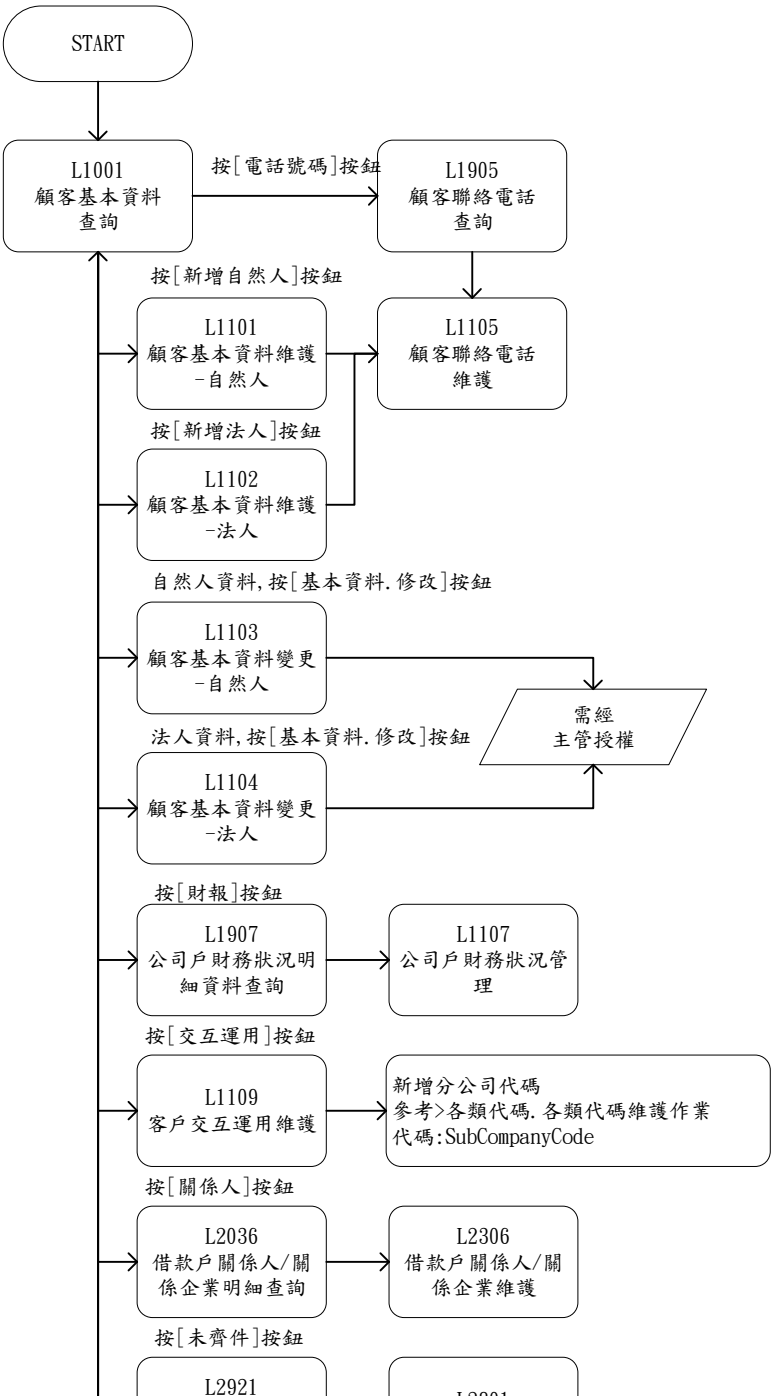 START
L1001
顧客基本資料
查詢
按[電話號碼]按鈕
L1905
顧客聯絡電話
查詢
按[新增自然人]按鈕
L1101
顧客基本資料維護
-自然人
L1105
顧客聯絡電話
維護
按[新增法人]按鈕
L1102
顧客基本資料維護
-法人
自然人資料,按[基本資料.修改]按鈕
L1103
顧客基本資料變更
-自然人
需經
主管授權
法人資料,按[基本資料.修改]按鈕
L1104
顧客基本資料變更
-法人
按[財報]按鈕
L1907
公司戶財務狀況明
細資料查詢
L1107
公司戶財務狀況管
理
按[交互運用]按鈕
L1109
客戶交互運用維護
新增分公司代碼
參考>各類代碼.各類代碼維護作業
代碼:SubCompanyCode
按[關係人]按鈕
L2036
借款戶關係人/關
係企業明細查詢
L2306
借款戶關係人/關
係企業維護
按[未齊件]按鈕
L2921